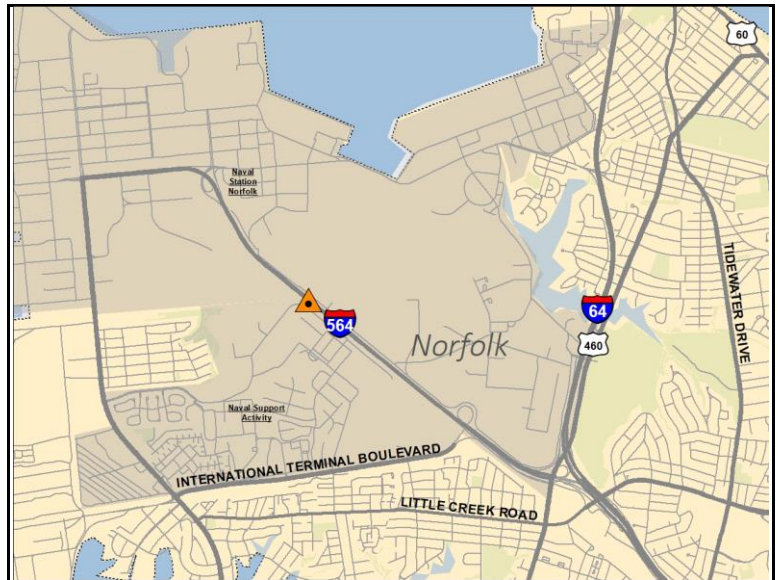 60
Naval
Station
Norfolk
TIDEWATER DRIVE
64
564
Norfolk
460
Naval Support
Activity
INTERNATIONAL TERMINAL BOULEVARD
LITTLE CREEK ROAD